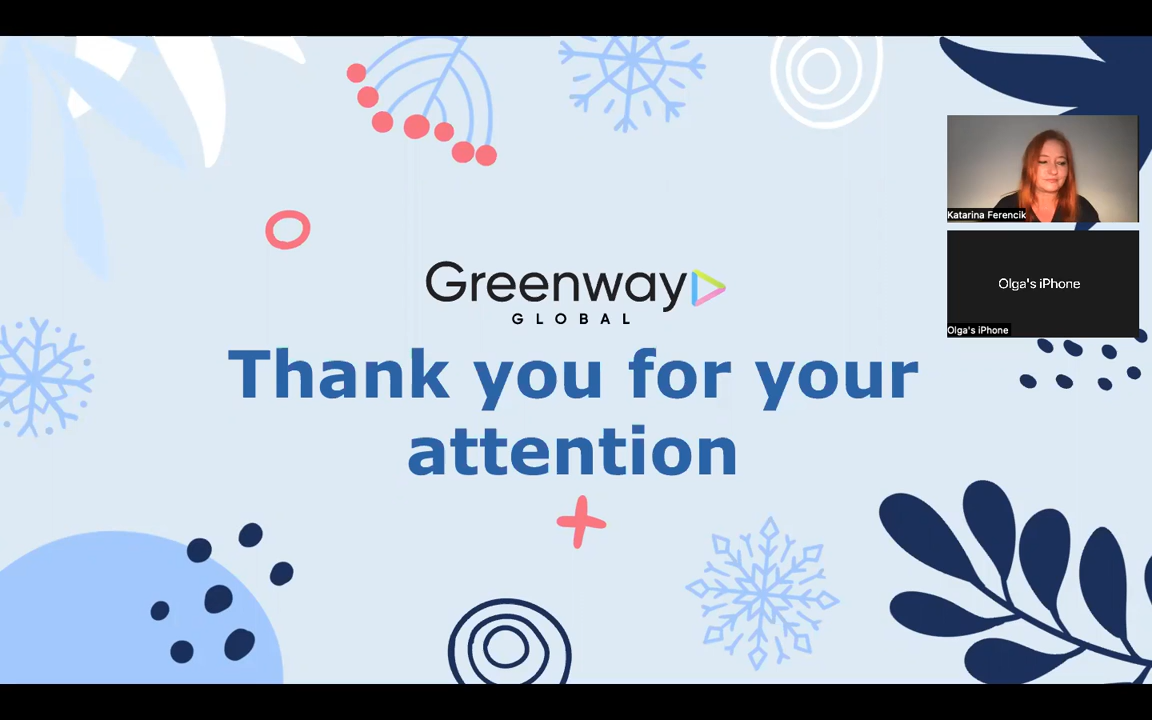 Greenway
GLOBAL
Thank you for your
attention
Katarina Ferencik
Olga's iPhone
Olga's iPhone